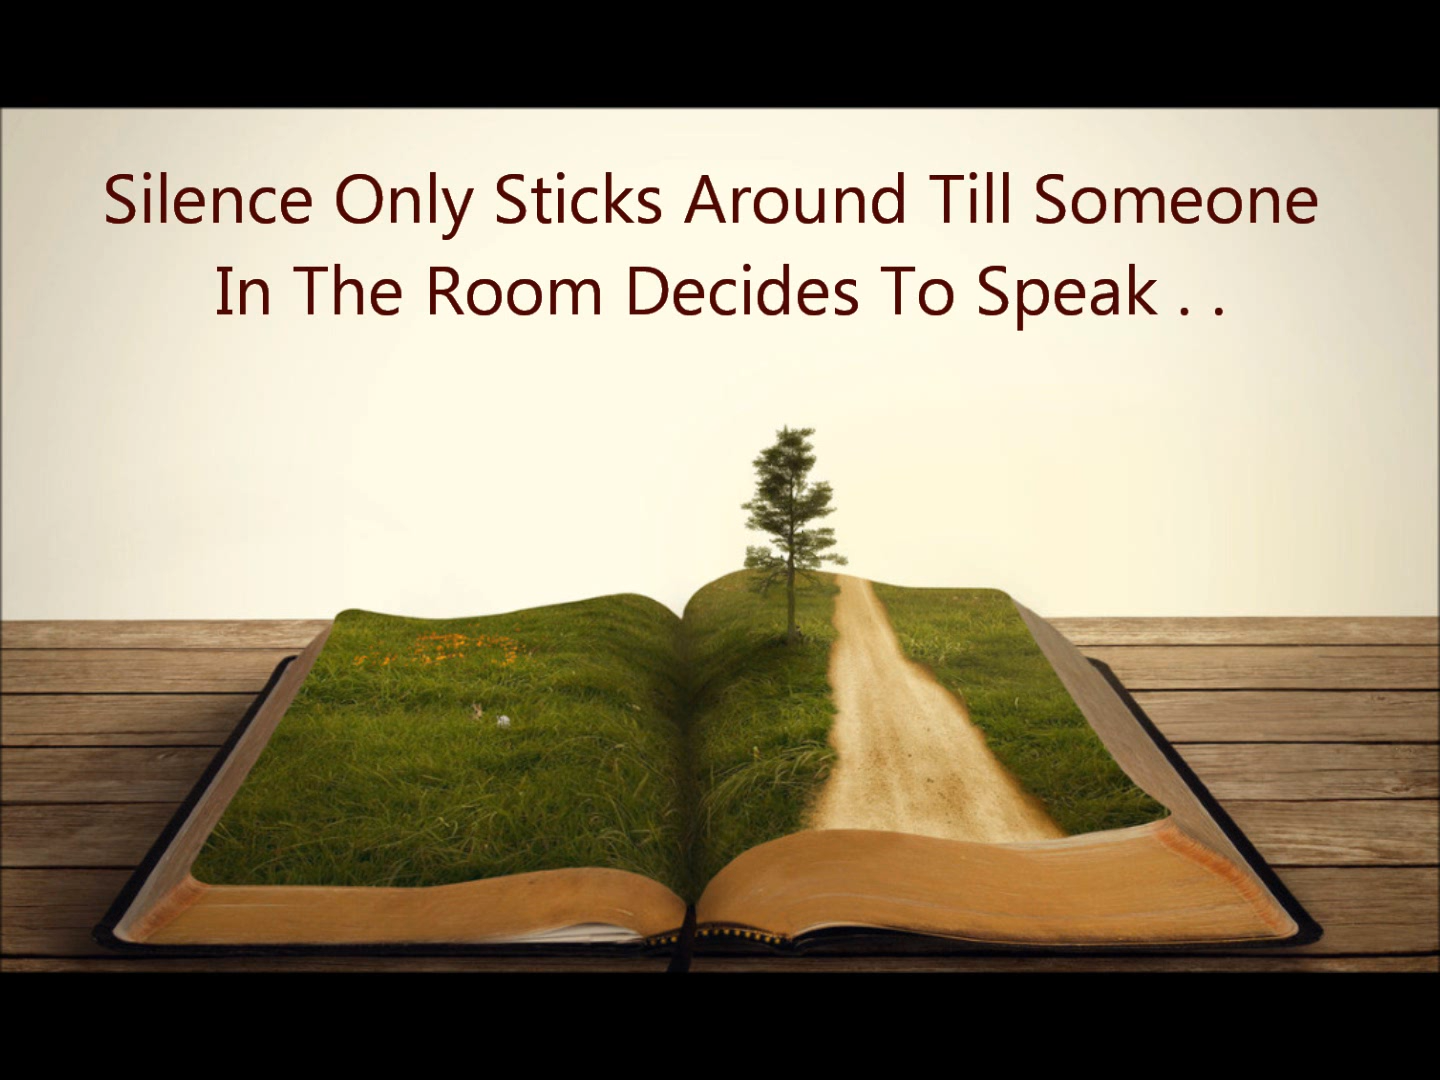 Silence Only Sticks Around Till Someone
In The Room Decides To Speak . .